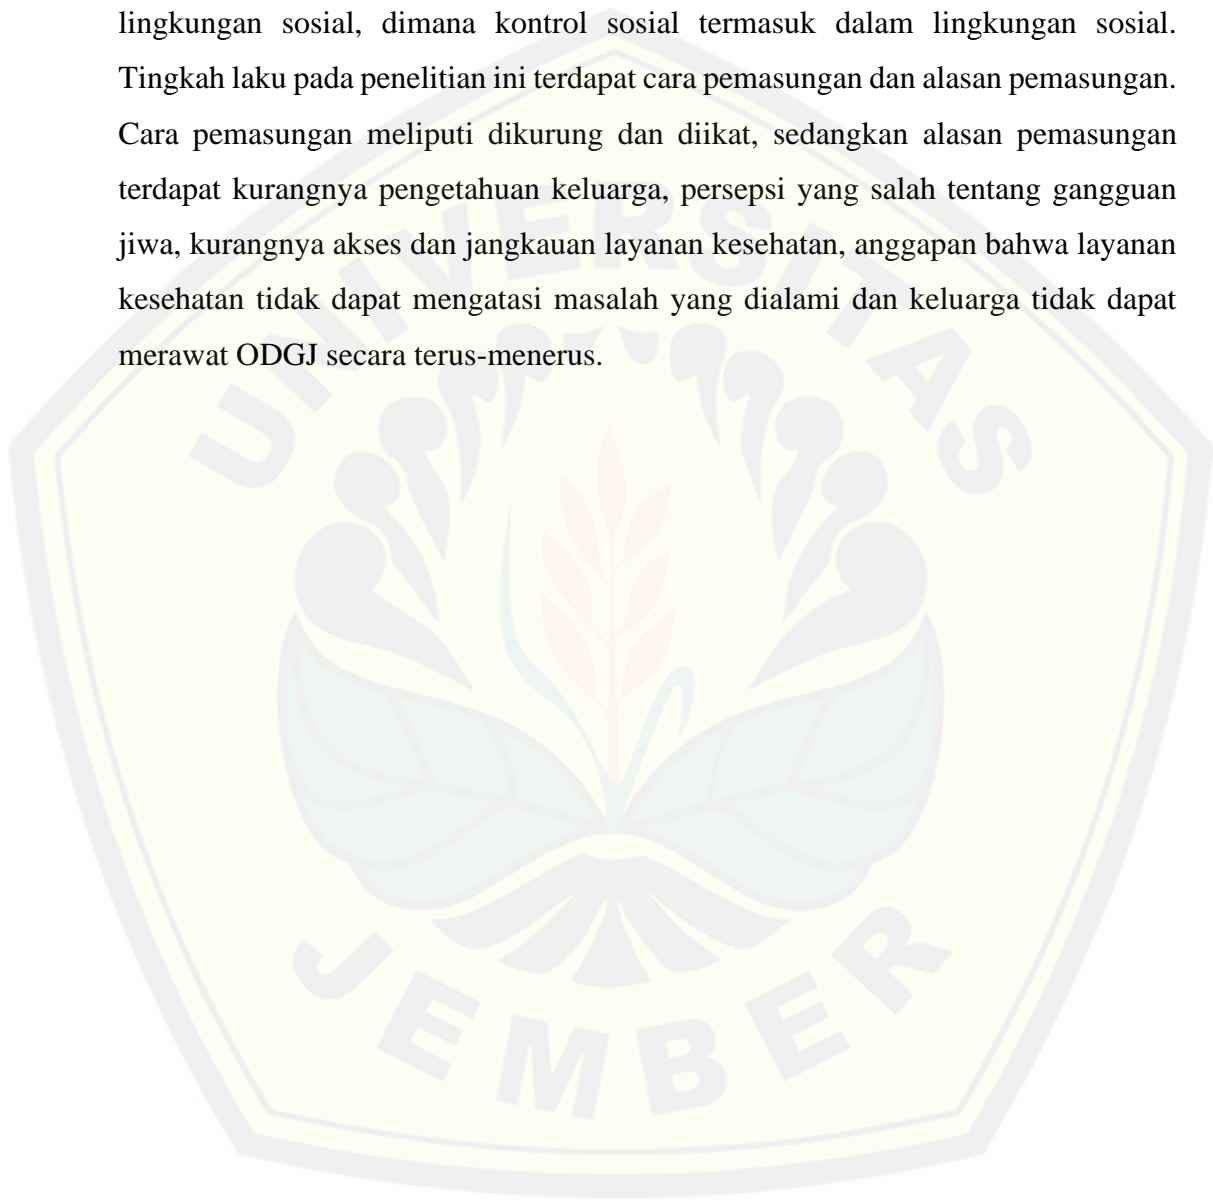 lingkungan sosial, dimana kontrol sosial termasuk dalam lingkungan sosial.
Tingkah laku pada penelitian ini terdapat cara pemasungan dan alasan pemasungan.
Cara pemasungan meliputi dikurung dan diikat, sedangkan alasan pemasungan
terdapat kurangnya pengetahuan keluarga, persepsi yang salah tentang gangguan
jiwa, kurangnya akses dan jangkauan layanan kesehatan, anggapan bahwa layanan
kesehatan tidak dapat mengatasi masalah yang dialami dan keluarga tidak dapat
merawat ODGJ secara terus-menerus.
UNIVERSITAS
JEMBER